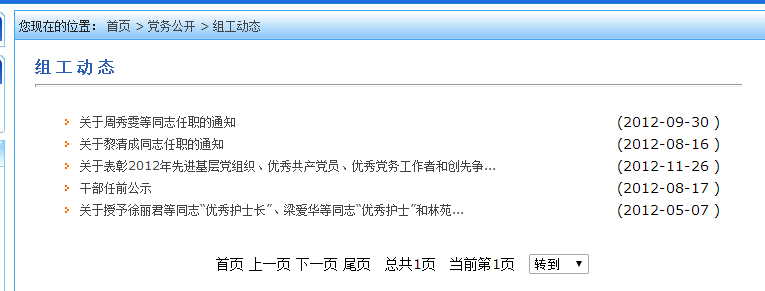 您现在的位置： 首页 > 党务公开 > 组工动态
组工动态
关于周秀雯等同志任职的通知 (2012-09-30 )
关于黎清成同志任职的通知 (2012-08-16 )
关于表彰2012年先进基层党组织、优秀共产党员、优秀党务工作者和创先争... (2012-11-26 )
干部任前公示 (2012-08-17 )
关于授予徐丽君等同志“优秀护士长”、梁爱华等同志“优秀护士”和林苑... (2012-05-07 )
首页 上一页 下一页 尾页 总共1页 当前第1页 转到